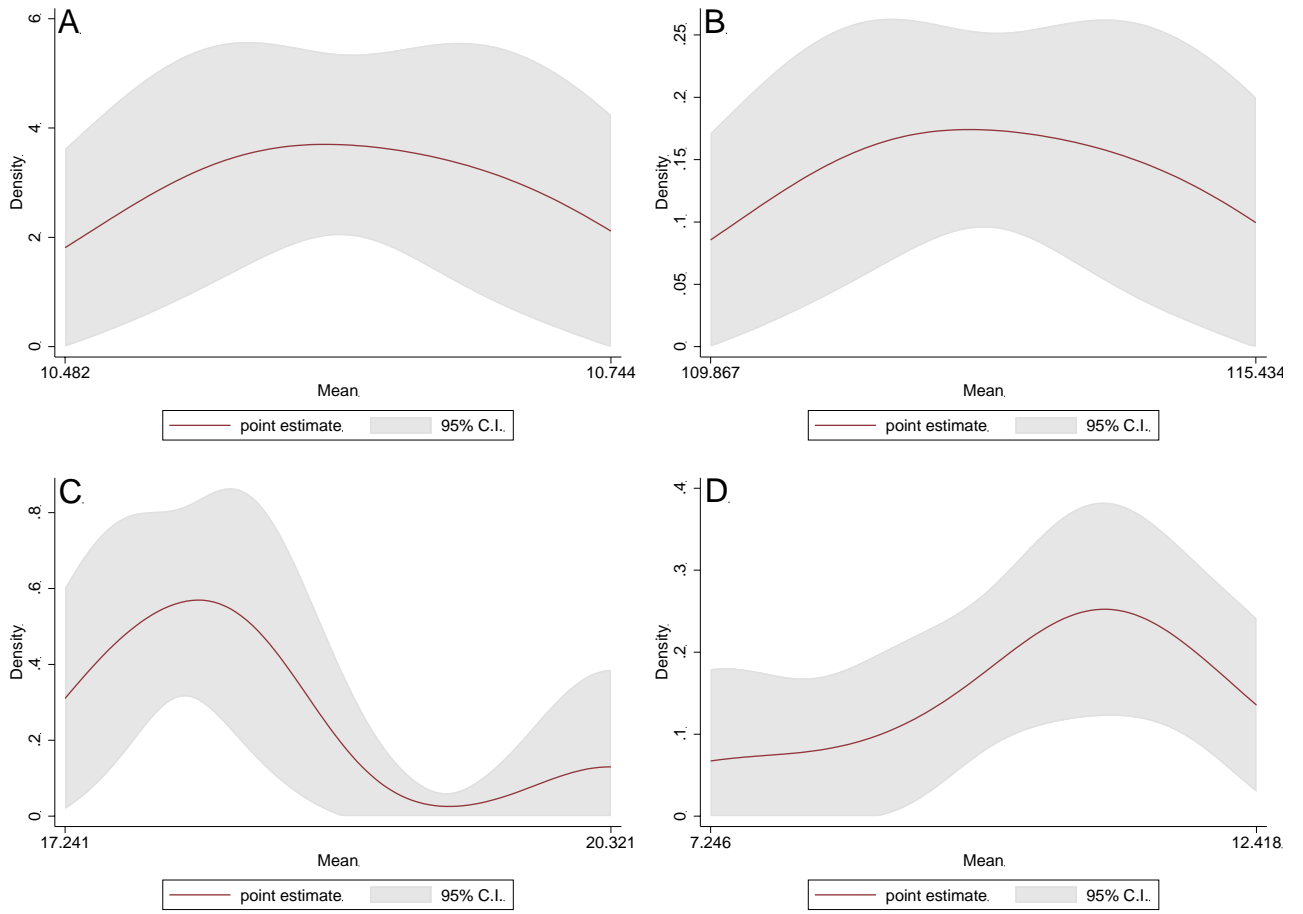 A
Density
6
4
2
0
10.482
10.744
Mean
point estimate
95% C.I.
B
Density
.25
.2
.15
.1
.05
0
109.867
115.434
Mean
point estimate
95% C.I.
C
Density
.8
.6
.4
.2
0
17.241
20.321
Mean
point estimate
95% C.I.
D
Density
.4
.3
.2
.1
0
7.246
12.418
Mean
point estimate
95% C.I.